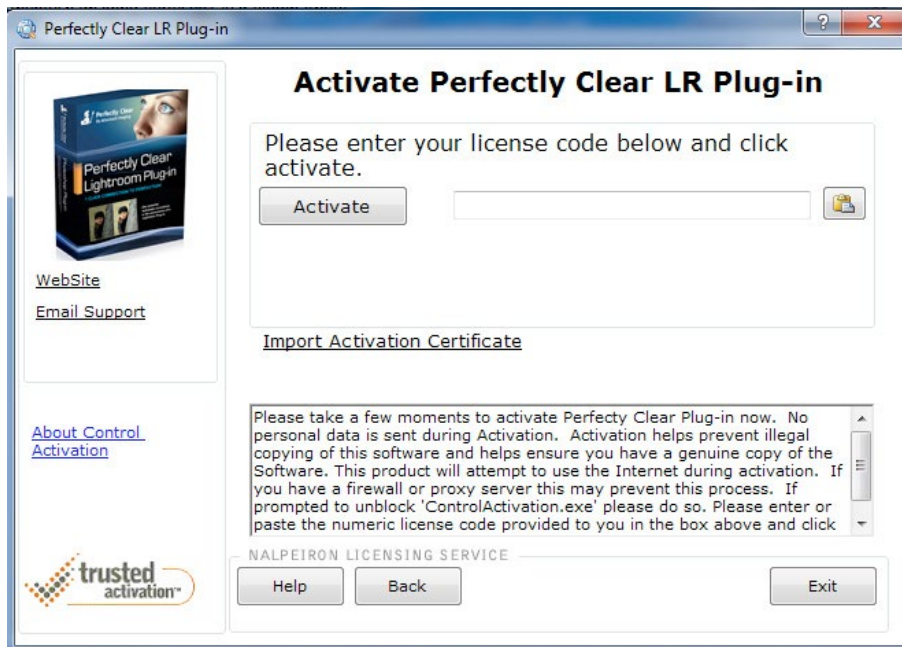 Perfectly Clear LR Plug-in
Activate Perfectly Clear LR Plug-in
Perfectly Clear
Lightroom Plug-in
WebSite
Email Support
About Control
Activation
trusted
activation™
Please enter your license code below and click
activate.
Activate
Import Activation Certificate
Please take a few moments to activate Perfecty Clear Plug-in now. No
personal data is sent during Activation. Activation helps prevent illegal
copying of this software and helps ensure you have a genuine copy of the
Software. This product will attempt to use the Internet during activation. If
you have a firewall or proxy server this may prevent this process. If
prompted to unblock 'ControlActivation.exe' please do so. Please enter or
paste the numeric license code provided to you in the box above and click
NALPEIRON LICENSING SERVICE
Help
Back
Exit